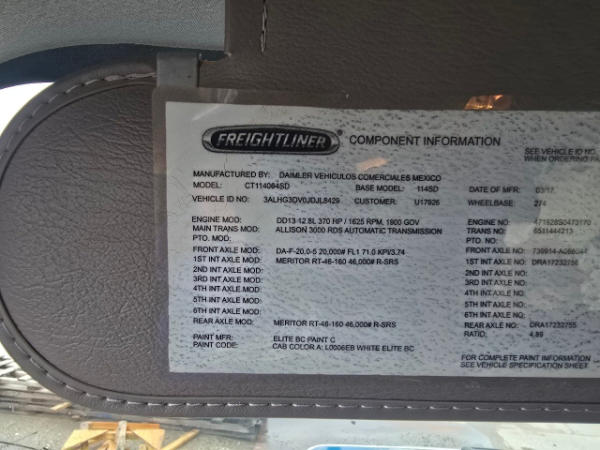 FREIGHTLINER COMPONENT INFORMATION
SEE VEHICLE ID NO.
WHEN ORDERING PA
MANUFACTURED BY: DAIMLER VEHICULOS COMERCIALES MEXICO
MODEL: CT114064SD BASE MODEL: 114SD DATE OF MFR: 03/17
VEHICLE ID NO: 3ALHG3DV0JDJL8429 CUSTOMER: U17926 WHEELBASE: 274
ENGINE MOD: DD13 12.8L 370 HP / 1625 RPM, 1900 GOV ENGINE NO: 471928S0473170
MAIN TRANS MOD: ALLISON 3000 RDS AUTOMATIC TRANSMISSION TRANS NO: 6511444213
PTO. MOD: PTO. NO:
FRONT AXLE MOD: DA-F-20.0-5 20,000# FL1 71.0 KPI/3.74 FRONT AXLE NO:
1ST INT AXLE MOD: MERITOR RT-46-160 46,000# R-SRS 1ST INT AXLE NO: DRA17232755
2ND INT AXLE MOD: 2ND INT AXLE NO:
3RD INT AXLE MOD: 3RD INT AXLE NO:
4TH INT AXLE MOD: 4TH INT AXLE NO:
5TH INT AXLE MOD: 5TH INT AXLE NO:
6TH INT AXLE MOD: 6TH INT AXLE NO:
REAR AXLE MOD: MERITOR RT-46-160 46,000# R-SRS REAR AXLE NO: DRA17232755
RATIO: 4.89
PAINT MFR: ELITE BC PAINT C
PAINT CODE: CAB COLOR A: L0006EB WHITE ELITE BC
FOR COMPLETE PAINT INFORMATION
SEE VEHICLE SPECIFICATION SHEET